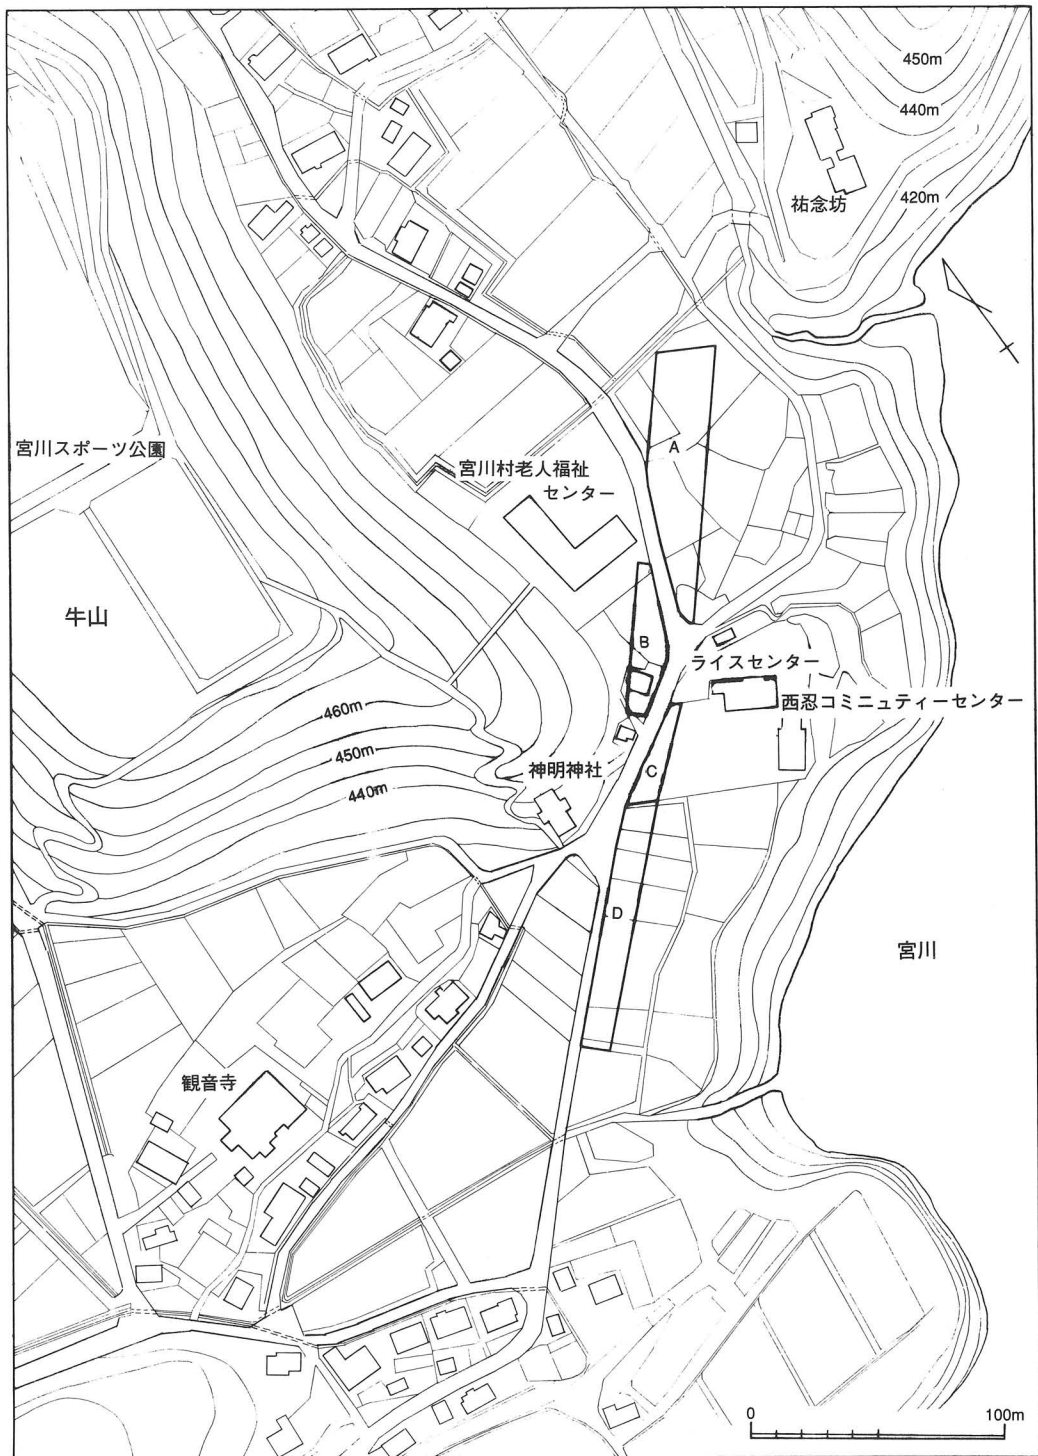 450m
440m
祐念坊
420m
宮川スポーツ公園
A
宮川村老人福祉
センター
牛山
B
ライスセンター
西忍コミニュティーセンター
460m
450m
440m
神明神社
C
D
宮川
観音寺
0
100m